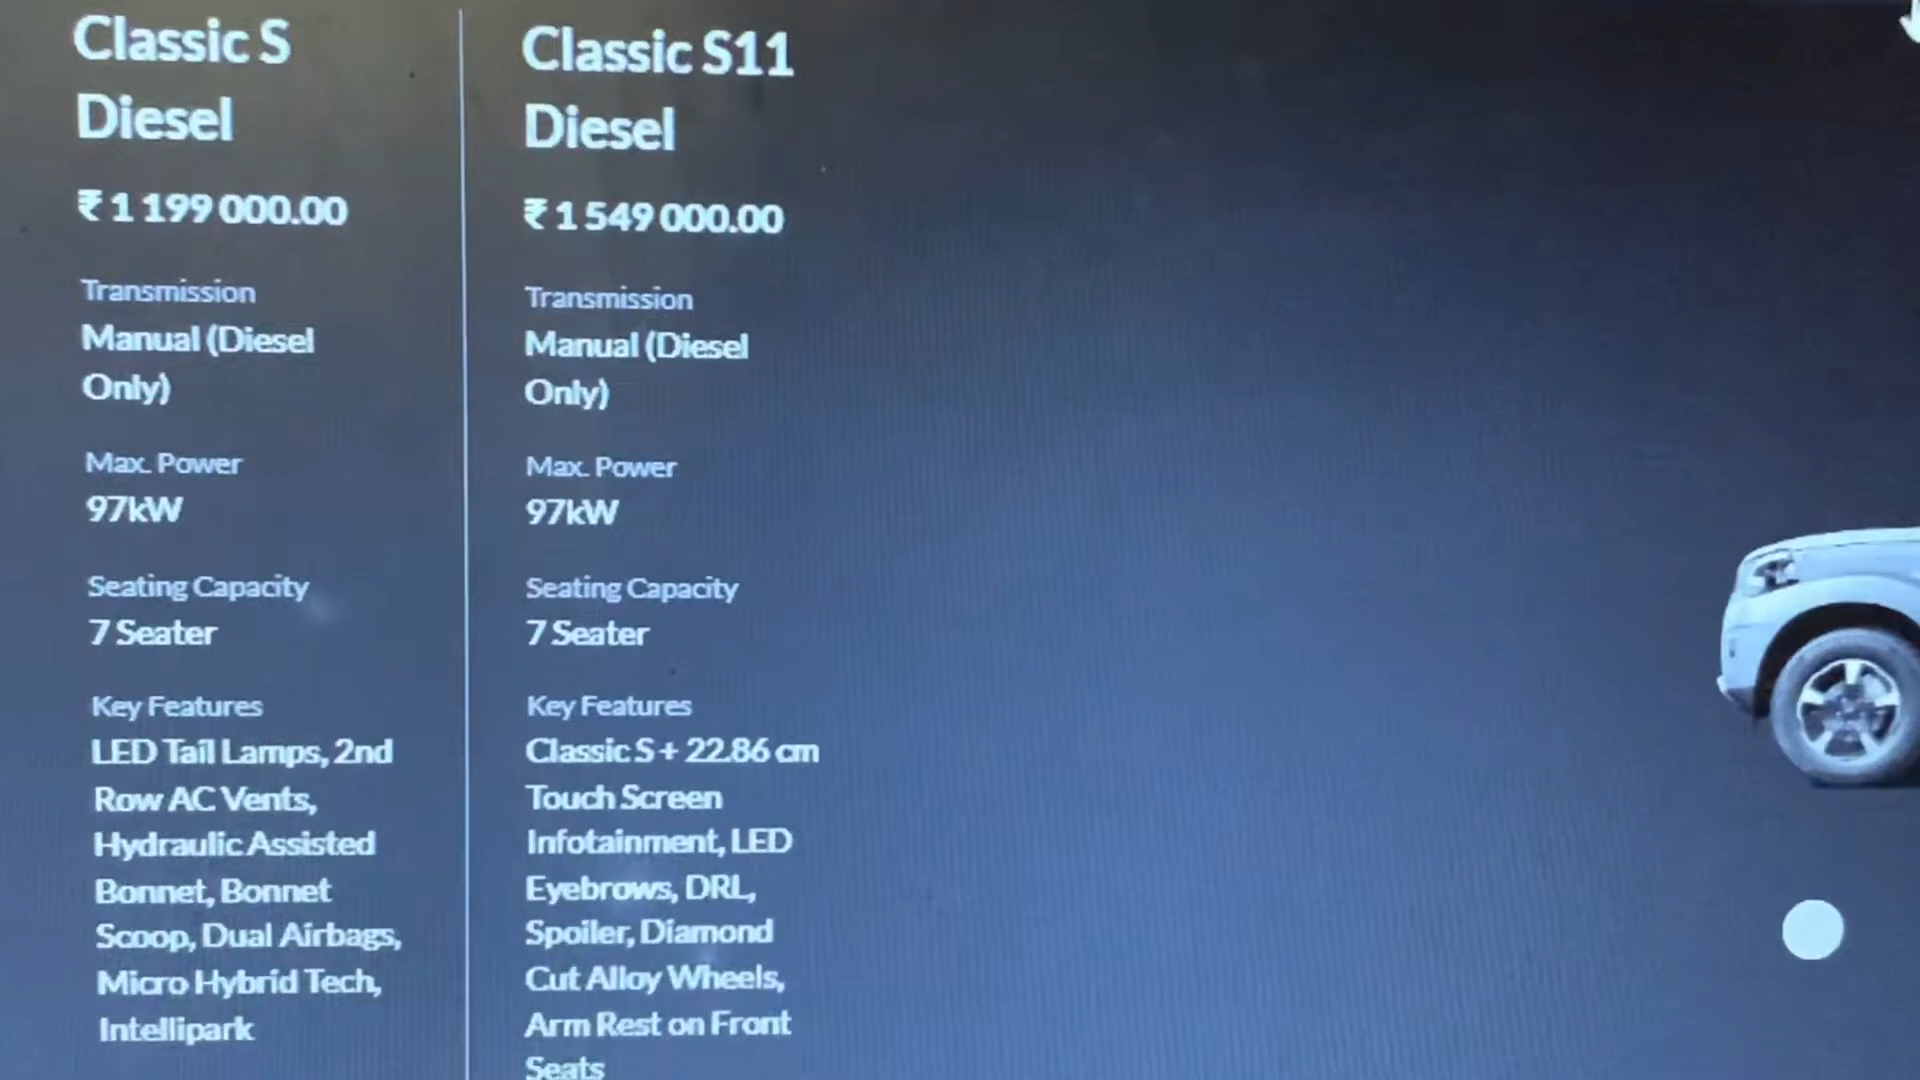 Classic S
Diesel
₹ 1 199 000.00
Transmission
Manual (Diesel
Only)
Max. Power
97kW
Seating Capacity
7 Seater
Key Features
LED Tail Lamps, 2nd
Row AC Vents,
Hydraulic Assisted
Bonnet, Bonnet
Scoop, Dual Airbags,
Micro Hybrid Tech,
Intellipark
Classic S11
Diesel
₹ 1 549 000.00
Transmission
Manual (Diesel
Only)
Max. Power
97kW
Seating Capacity
7 Seater
Key Features
Classic S + 22.86 cm
Touch Screen
Infotainment, LED
Eyebrows, DRL,
Spoiler, Diamond
Cut Alloy Wheels,
Arm Rest on Front
Seats